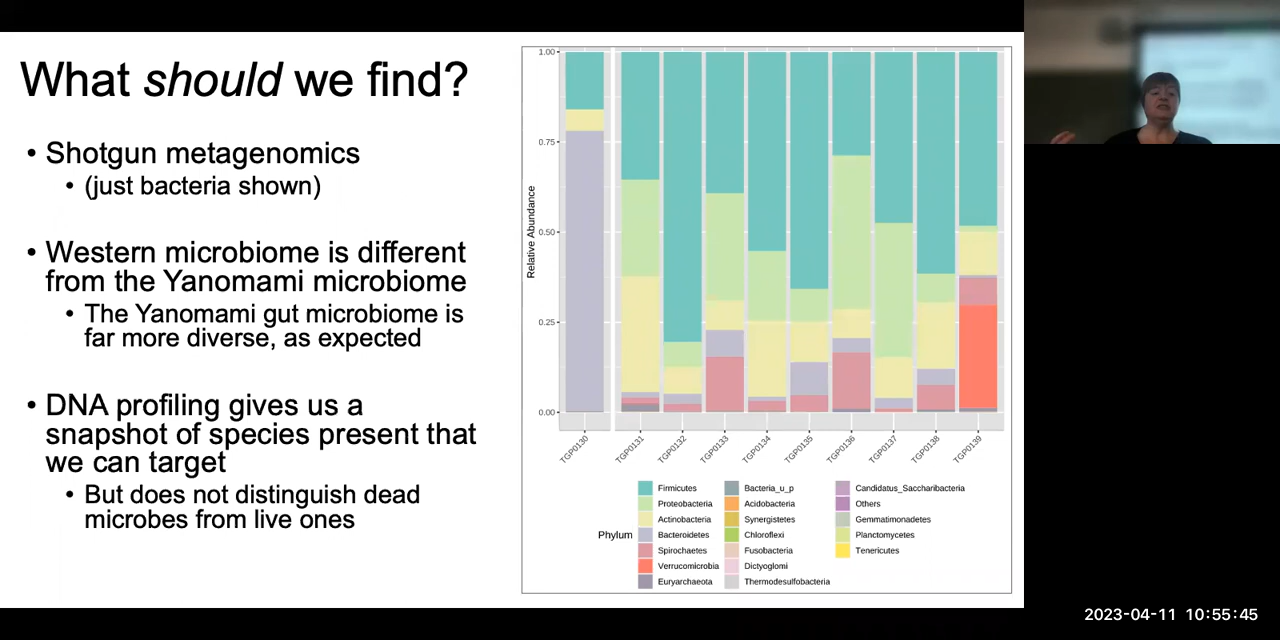 What should we find?
• Shotgun metagenomics
• (just bacteria shown)
• Western microbiome is different
from the Yanomami microbiome
• The Yanomami gut microbiome is
far more diverse, as expected
• DNA profiling gives us a
snapshot of species present that
we can target
• But does not distinguish dead
microbes from live ones
Relative Abundance
1.00
0.75
0.50
0.25
0.00
TGP0130
TGP0131
TGP0132
TGP0133
TGP0134
TGP0135
TGP0136
TGP0137
TGP0138
TGP0139
Phylum
Firmicutes
Proteobacteria
Actinobacteria
Bacteroidetes
Spirochaetes
Verrucomicrobia
Euryarchaeota
Bacteria_u_p
Acidobacteria
Synergistetes
Chloroflexi
Fusobacteria
Dictyoglomi
Thermodesulfobacteria
Candidatus_Saccharibacteria
Others
Gemmatimonadetes
Planctomycetes
Tenericutes
2023-04-11 10:55:45